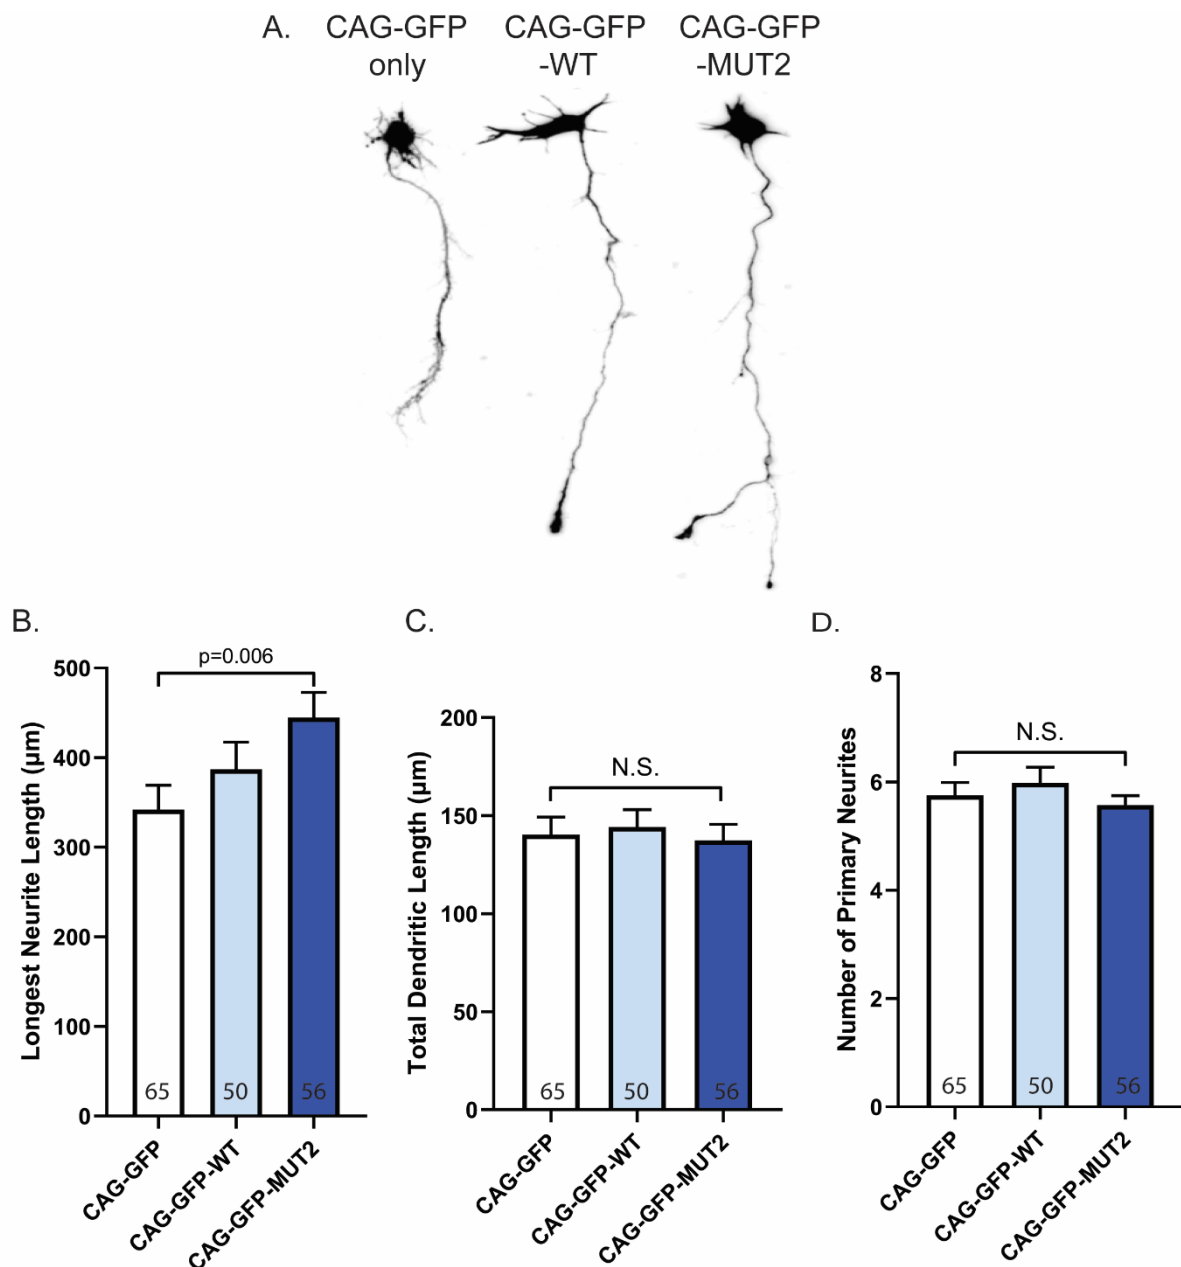 A.
CAG-GFP
only
CAG-GFP
-WT
CAG-GFP
-MUT2
B.
p=0.006
Longest Neurite Length (µm)
500
400
300
200
100
0
65
50
56
CAG-GFP
CAG-GFP-WT
CAG-GFP-MUT2
C.
N.S.
Total Dendritic Length (µm)
200
150
100
50
0
65
50
56
CAG-GFP
CAG-GFP-WT
CAG-GFP-MUT2
D.
N.S.
Number of Primary Neurites
8
6
4
2
0
65
50
56
CAG-GFP
CAG-GFP-WT
CAG-GFP-MUT2